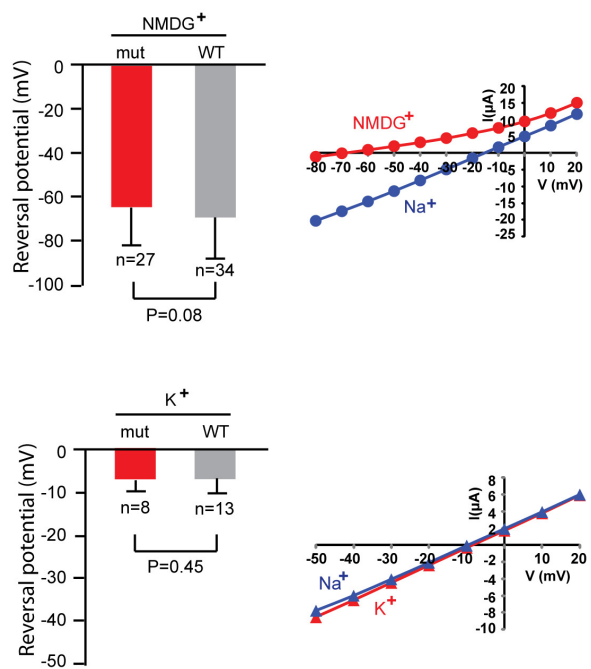 NMDG+
mut WT
Reversal potential (mV)
0
-20
-40
-60
-80
-100
n=27
n=34
P=0.08
I(µA)
20
15
10
5
-5
-10
-15
-20
-25
NMDG+
Na+
-80 -70 -60 -50 -40 -30 -20 -10 0 10 20
V (mV)
K+
mut WT
Reversal potential (mV)
0
-10
-20
-30
-40
-50
n=8
n=13
P=0.45
I(µA)
8
6
4
2
-2
-4
-6
-8
-10
-50 -40 -30 -20 -10 0 10 20
V (mV)
Na+
K+